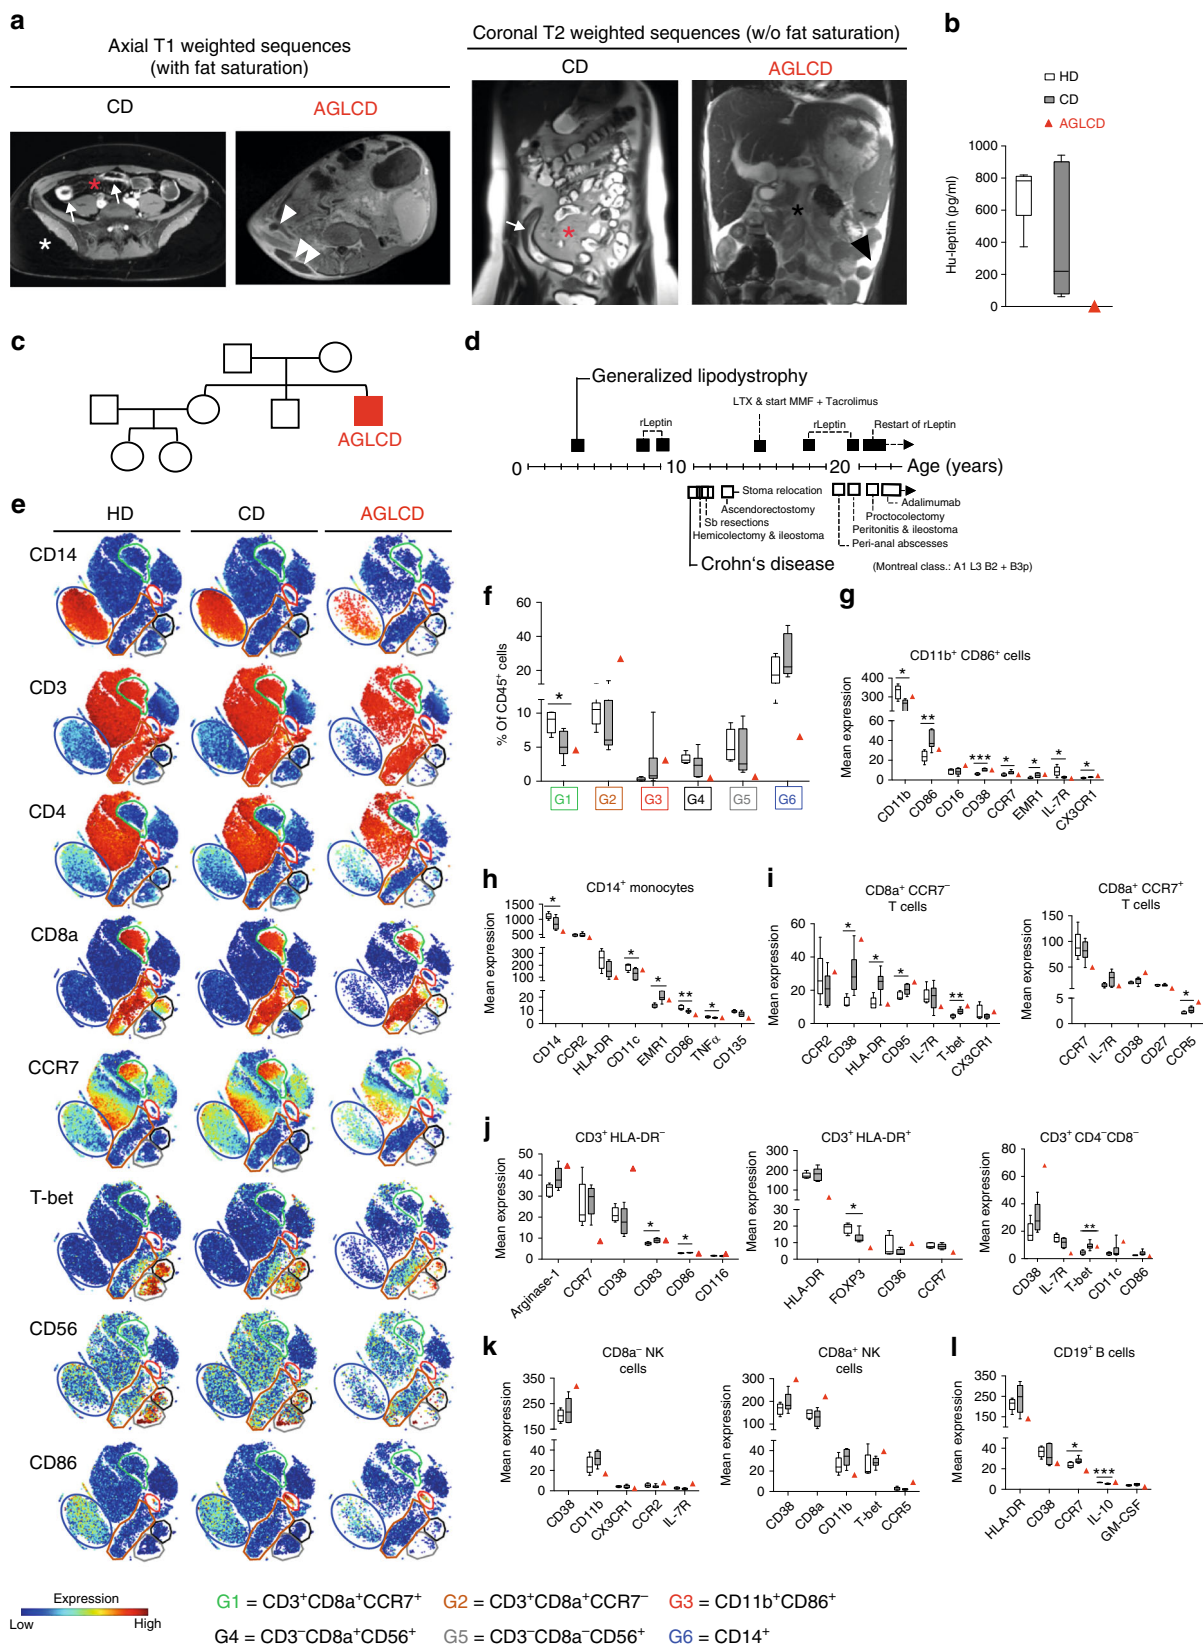 a
Axial T1 weighted sequences
(with fat saturation)
CD
AGLCD
*
*
Coronal T2 weighted sequences (w/o fat saturation)
CD
AGLCD
*
*
b
HD
CD
AGLCD
Hu-leptin (pg/ml)
1000
800
600
400
200
0
c
AGLCD
d
Generalized lipodystrophy
LTX & start MMF + Tacrolimus
rLeptin
rLeptin
Restart of rLeptin
0
10
20
Age (years)
Stoma relocation
Ascendorectostomy
Sb resections
Hemicolectomy & ileostoma
Adalimumab
Proctocolectomy
Peritonitis & ileostoma
Peri-anal abscesses
Crohn's disease
(Montreal class.: A1 L3 B2 + B3p)
e
HD
CD
AGLCD
CD14
CD3
CD4
CD8a
CCR7
T-bet
CD56
CD86
Expression
Low
High
f
% Of CD45+ cells
60
40
20
10
5
0
*
G1
G2
G3
G4
G5
G6
g
CD11b+ CD86+ cells
Mean expression
300
150
60
40
20
0
*
**
***
*
*
*
*
CD11b
CD86
CD16
CD38
CCR7
EMR1
IL-7R
CX3CR1
h
CD14+ monocytes
Mean expression
1500
1000
500
300
200
100
20
10
0
*
*
*
**
*
CD14
CCR2
HLA-DR
CD11c
EMR1
CD86
TNFα
CD135
i
CD8a+ CCR7−
T cells
Mean expression
60
40
20
0
*
*
*
**
CCR2
CD38
HLA-DR
CD95
IL-7R
T-bet
CX3CR1
CD8a+ CCR7+
T cells
Mean expression
150
100
50
5
0
*
CCR7
IL-7R
CD38
CD27
CCR5
j
CD3+ HLA-DR−
Mean expression
50
40
30
20
10
0
*
*
Arginase-1
CCR7
CD38
CD83
CD86
CD116
CD3+ HLA-DR+
Mean expression
300
200
100
20
10
0
*
HLA-DR
FOXP3
CD36
CCR7
CD3+ CD4−CD8−
Mean expression
80
60
40
20
0
**
CD38
IL-7R
T-bet
CD11c
CD86
k
CD8a− NK
cells
Mean expression
350
250
150
40
20
0
CD38
CD11b
CX3CR1
CCR2
IL-7R
CD8a+ NK
cells
Mean expression
300
200
100
40
20
0
CD38
CD8a
CD11b
T-bet
CCR5
l
CD19+ B cells
Mean expression
350
250
150
60
40
20
0
*
***
HLA-DR
CD38
CCR7
IL-10
GM-CSF
G1 = CD3+CD8a+CCR7+
G2 = CD3+CD8a+CCR7−
G3 = CD11b+CD86+
G4 = CD3−CD8a+CD56+
G5 = CD3−CD8a−CD56+
G6 = CD14+